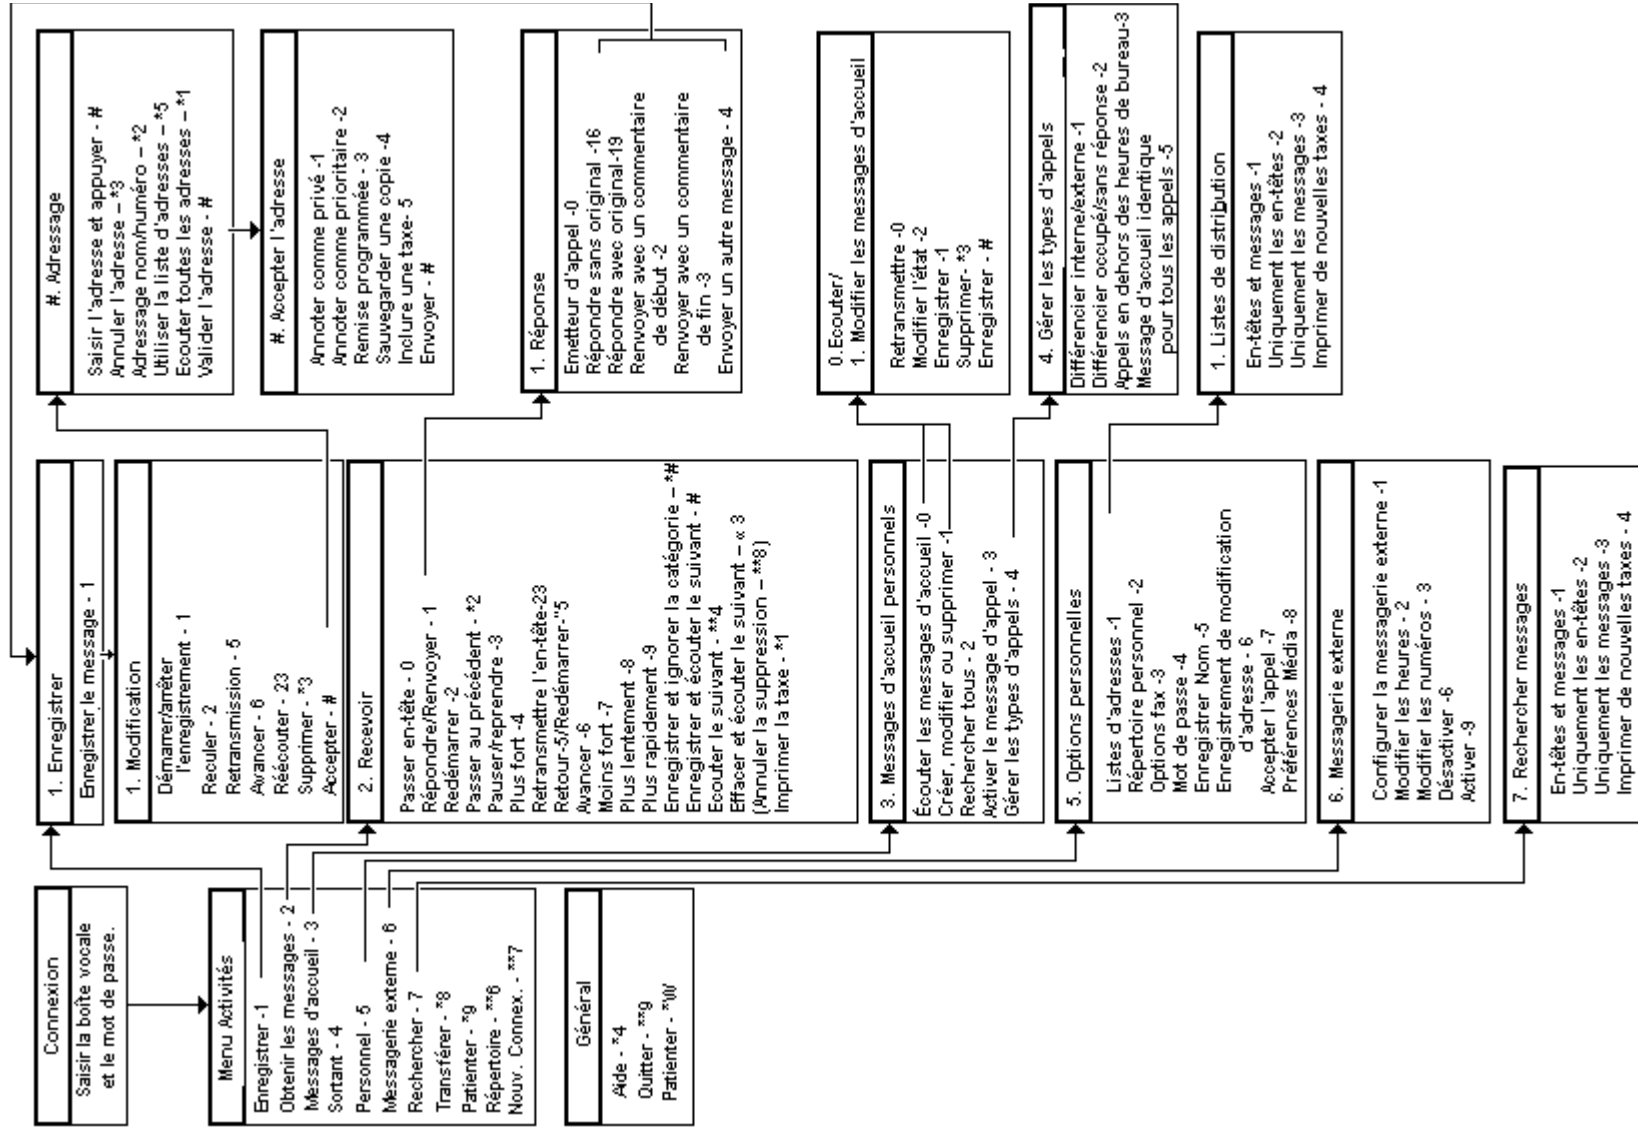 Connexion
Saisir la boîte vocale
et le mot de passe.
Menu Activités
Enregistrer -1
Obtenir les messages - 2
Messages d'accueil - 3
Sortant - 4
Personnel - 5
Messagerie externe - 6
Rechercher - 7
Transférer - *8
Patienter - *9
Répertoire - **6
Nouv. Connex. - **7
Général
Aide - *4
Quitter - **9
Patienter -
1. Enregistrer
Enregistrer le message - 1
1. Modification
Démarrer/arrêter
l'enregistrement - 1
Reculer - 2
Retransmission - 5
Avancer - 6
Réécouter - 23
Supprimer - *3
Accepter - #
2. Recevoir
Passer en-tête - 0
Répondre/Renvoyer - 1
Redémarrer -2
Passer au précédent - *2
Pauser/reprendre -3
Plus fort -4
Retransmettre l'en-tête-23
Retour-5/Redémarrer-"5
Avancer -6
Moins fort -7
Plus lentement -8
Plus rapidement -9
Enregistrer et ignorer la catégorie – *#
Enregistrer et écouter le suivant - #
Ecouter le suivant - **4
Effacer et écouter le suivant – « 3
(Annuler la suppression – **8)
Imprimer la taxe - *1
3. Messages d'accueil personnels
Écouter les messages d'accueil -0
Créer, modifier ou supprimer -1
Rechercher tous - 2
Activer le message d'appel - 3
Gérer les types d'appels - 4
5. Options personnelles
Listes d'adresses -1
Répertoire personnel -2
Options fax -3
Mot de passe -4
Enregistrer Nom -5
Enregistrement de modification
d'adresse - 6
Accepter l'appel -7
Préférences Média -8
6. Messagerie externe
Configurer la messagerie externe -1
Modifier les heures - 2
Modifier les numéros - 3
Désactiver -6
Activer -9
7. Rechercher messages
En-têtes et messages -1
Uniquement les en-têtes -2
Uniquement les messages -3
Imprimer de nouvelles taxes - 4
#. Adressage
Saisir l'adresse et appuyer - #
Annuler l'adresse – *3
Adressage nom/numéro – *2
Utiliser la liste d'adresses – *5
Ecouter toutes les adresses – *1
Valider l'adresse - #
#. Accepter l'adresse
Annoter comme privé -1
Annoter comme prioritaire -2
Remise programmée - 3
Sauvegarder une copie -4
Inclure une taxe- 5
Envoyer - #
1. Réponse
Emetteur d'appel -0
Répondre sans original -16
Répondre avec original-19
Renvoyer avec un commentaire
de début -2
Renvoyer avec un commentaire
de fin -3
Envoyer un autre message - 4
0.Ecouter/
1. Modifier les messages d'accueil
Retransmettre -0
Modifier l'état -2
Enregistrer -1
Supprimer- *3
Enregistrer - #
4. Gérer les types d'appels
Différencier interne/externe -1
Différencier occupé/sans réponse -2
Appels en dehors des heures de bureau-3
Message d'accueil identique
pour tous les appels -5
1. Listes de distribution
En-têtes et messages -1
Uniquement les en-têtes -2
Uniquement les messages -3
Imprimer de nouvelles taxes - 4